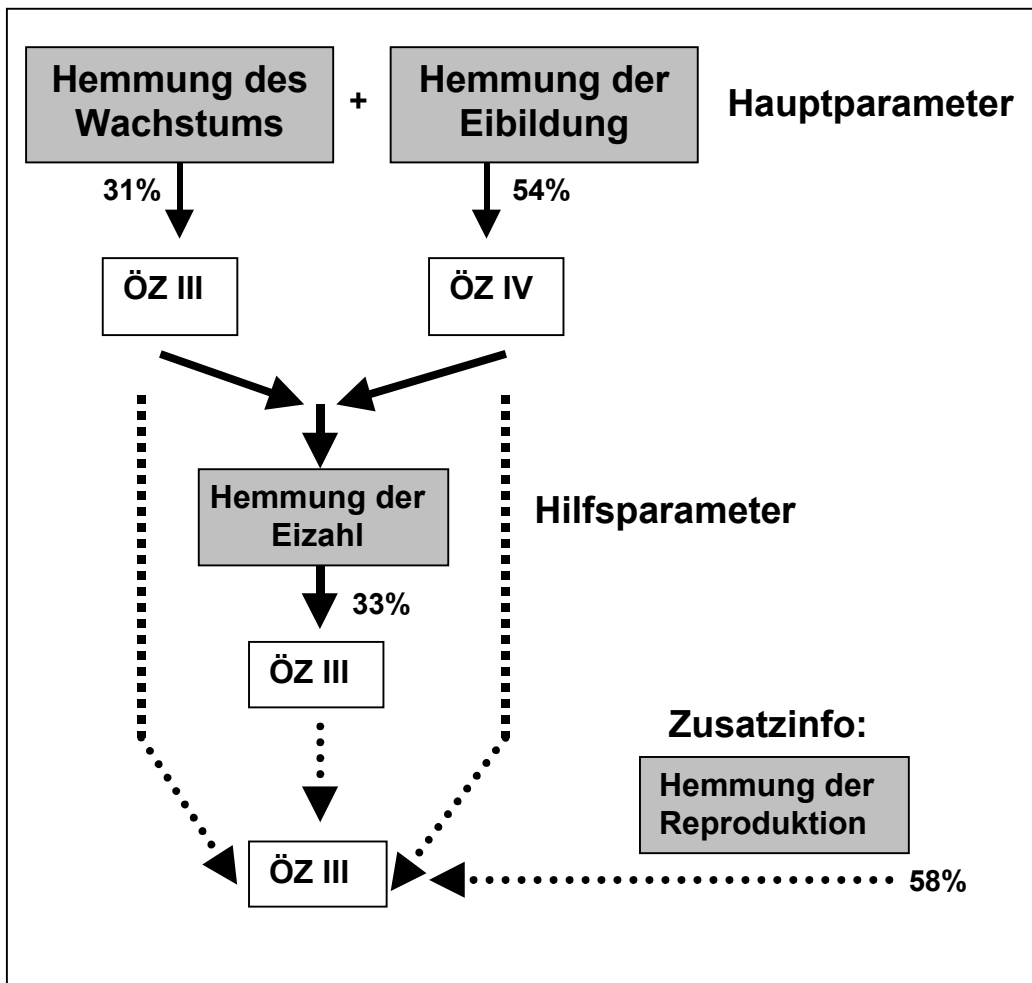 Hemmung des
Wachstums
+
Hemmung der
Eibildung
Hauptparameter
31%
54%
ÖZ III
ÖZ IV
Hemmung der
Eizahl
Hilfsparameter
33%
ÖZ III
Zusatzinfo:
Hemmung der
Reproduktion
ÖZ III
58%